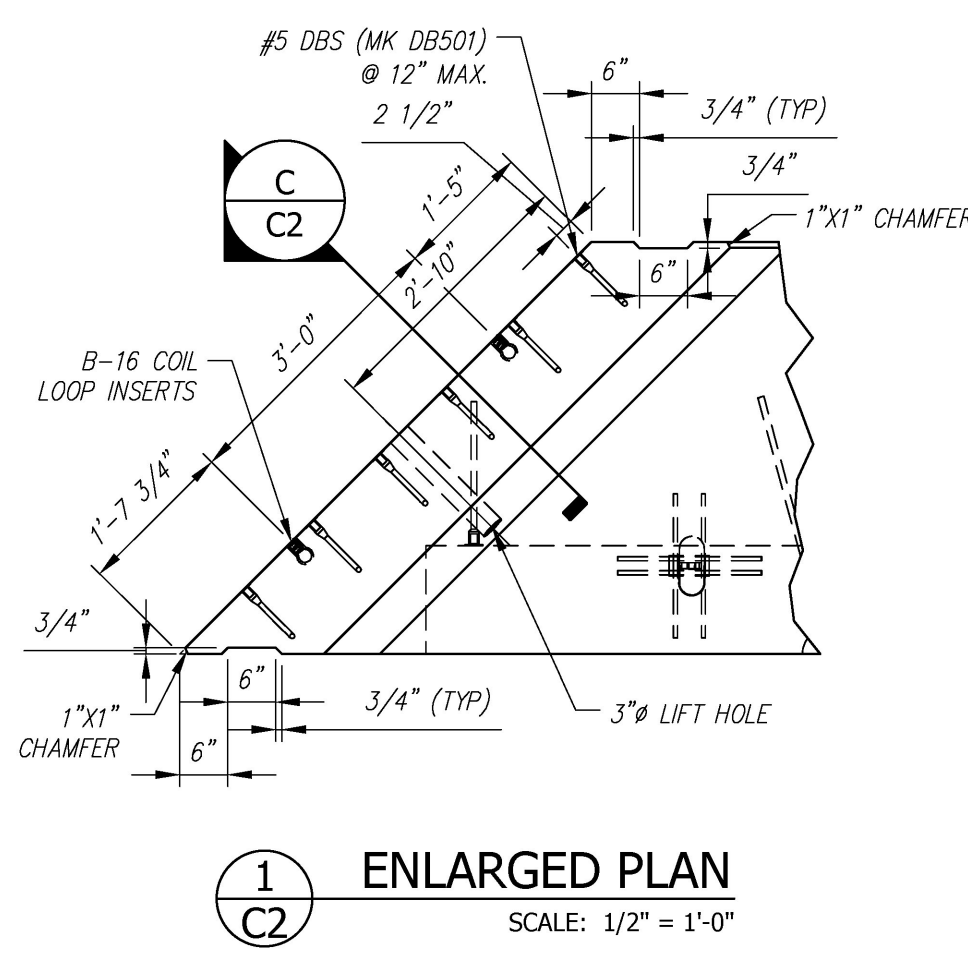 #5 DBS (MK DB501)
@ 12" MAX.
2 1/2"
6"
3/4" (TYP)
3/4"
1"X1" CHAMFER
C
C2
1'-5"
2'-10"
6"
3'-0"
B-16 COIL
LOOP INSERTS
1'-7 3/4"
3/4"
6"
3/4" (TYP)
3"ø LIFT HOLE
1"X1"
CHAMFER
6"
1
C2
ENLARGED PLAN
SCALE: 1/2" = 1'-0"